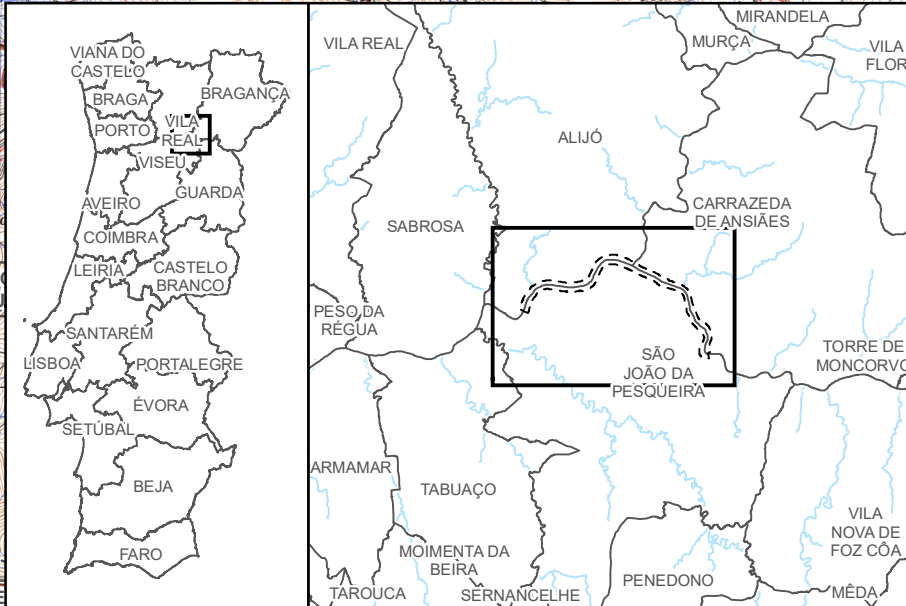 VIANA DO
CASTELO
BRAGA
BRAGANÇA
PORTO
VILA
REAL
VISEU
GUARDA
AVEIRO
COIMBRA
LEIRIA
CASTELO
BRANCO
SANTARÉM
LISBOA
PORTALEGRE
ÉVORA
SETÚBAL
BEJA
FARO
MIRANDELA
VILA REAL
MURÇA
VILA
FLOR
ALIJÓ
CARRAZEDA
DE ANSIÃES
SABROSA
PESO DA
RÉGUA
SÃO
JOÃO DA
PESQUEIRA
TORRE DE
MONCORVO
ARMAMAR
TABUAÇO
VILA
NOVA DE
FOZ CÔA
MOIMENTA DA
BEIRA
PENEDONO
TAROUCA
SERNANCELHE
MÊDA